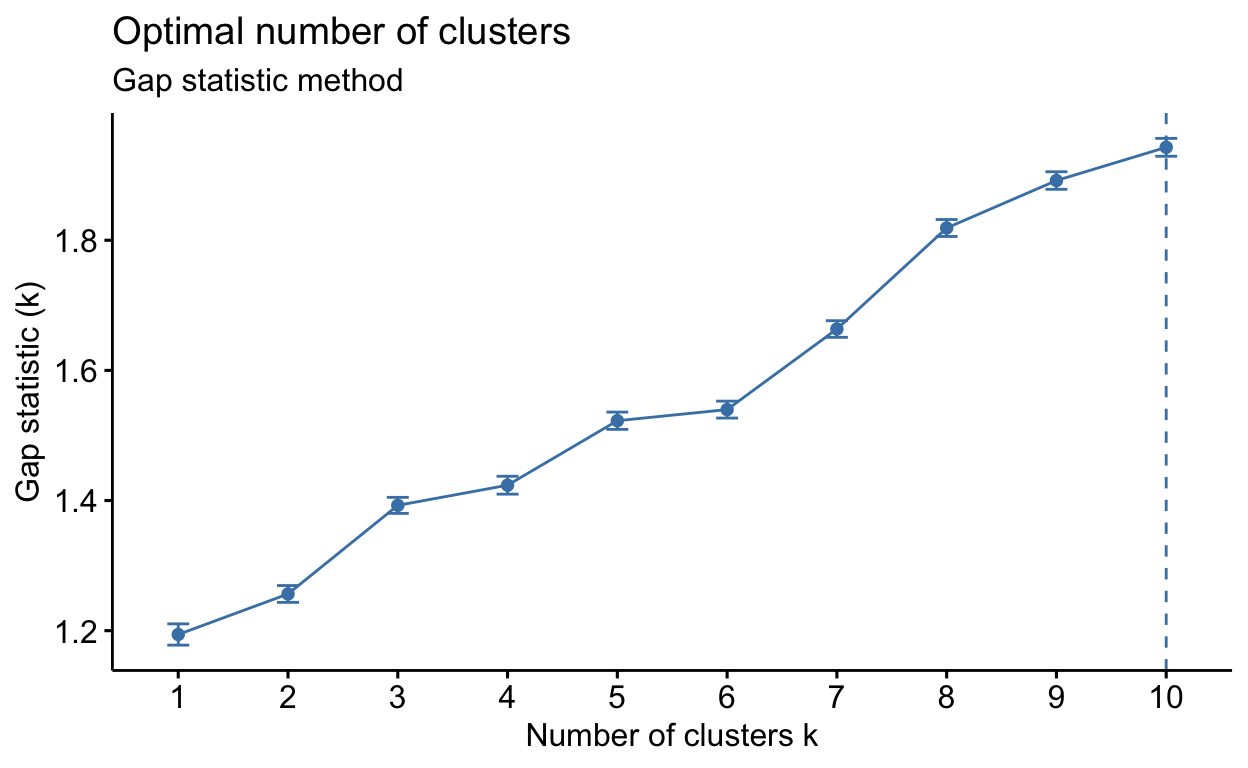 Optimal number of clusters
Gap statistic method
Gap statistic (k)
1.8
1.6
1.4
1.2
1 2 3 4 5 6 7 8 9 10
Number of clusters k